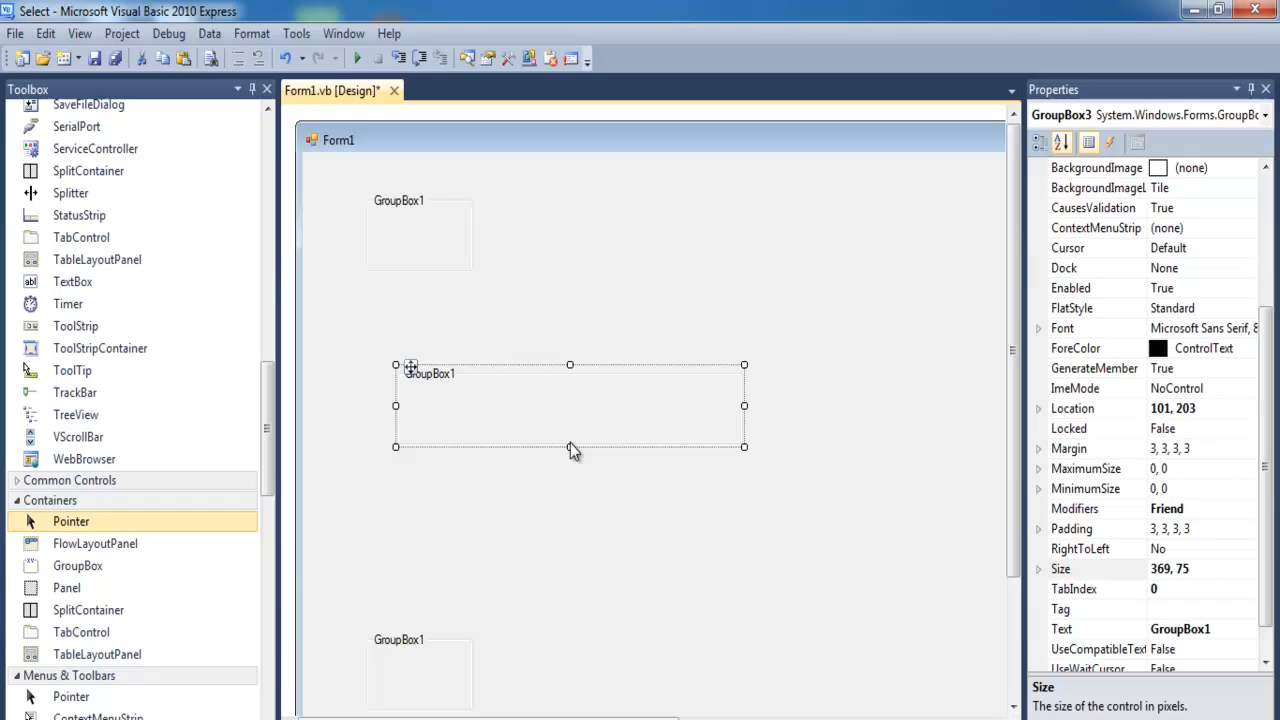 Select - Microsoft Visual Basic 2010 Express
File Edit View Project Debug Data Format Tools Window Help
Toolbox
SaveFileDialog
SerialPort
ServiceController
SplitContainer
Splitter
StatusStrip
TabControl
TableLayoutPanel
TextBox
Timer
ToolStrip
ToolStripContainer
ToolTip
TrackBar
TreeView
VScrollBar
WebBrowser
Common Controls
Containers
Pointer
FlowLayoutPanel
GroupBox
Panel
SplitContainer
TabControl
TableLayoutPanel
Menus & Toolbars
Pointer
ContextMenuStrip
Form1.vb [Design]*
Form1
GroupBox1
GroupBox1
GroupBox1
Properties
GroupBox3 System.Windows.Forms.GroupBo
BackgroundImage (none)
BackgroundImageL Tile
CausesValidation True
ContextMenuStrip (none)
Cursor Default
Dock None
Enabled True
FlatStyle Standard
Font Microsoft Sans Serif, 8
ForeColor ControlText
GenerateMember True
ImeMode NoControl
Location 101, 203
Locked False
Margin 3, 3, 3, 3
MaximumSize 0, 0
MinimumSize 0, 0
Modifiers Friend
Padding 3, 3, 3, 3
RightToLeft No
Size 369, 75
TabIndex 0
Tag
Text GroupBox1
UseCompatibleText False
UseWaitCursor False
Size
The size of the control in pixels.